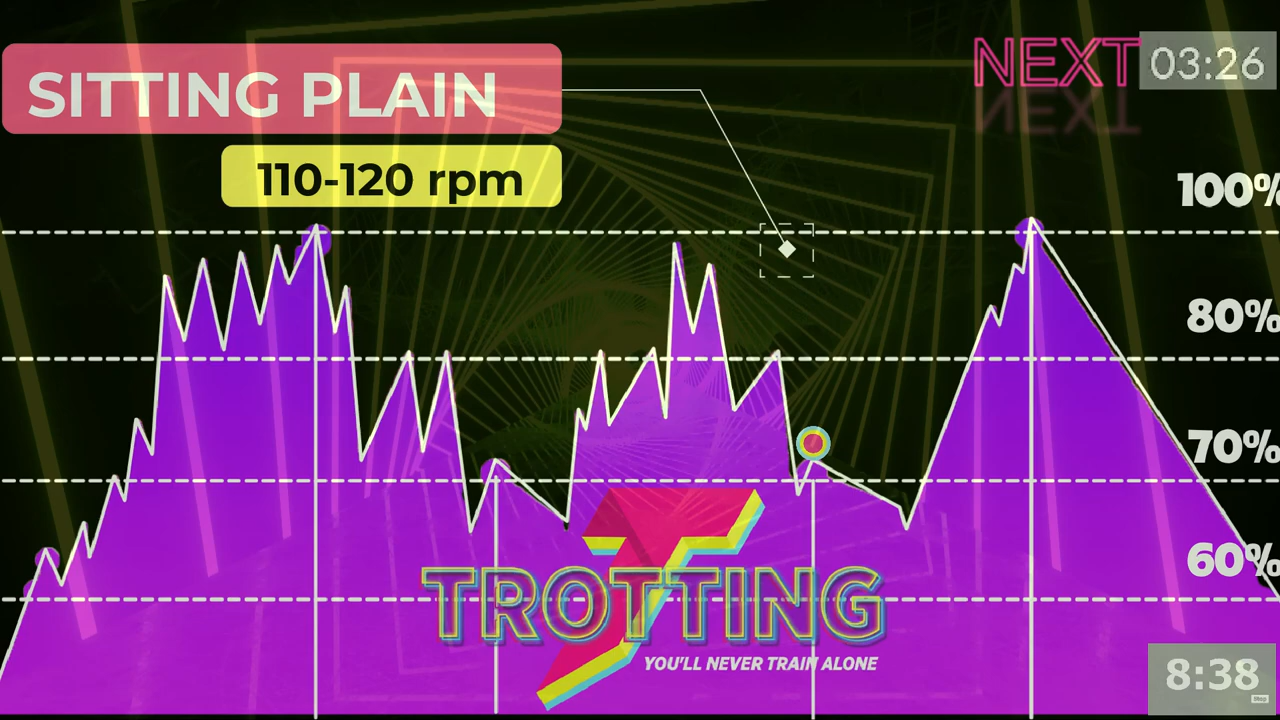 SITTING PLAIN
110-120 rpm
NEXT 03:26
NEXT
100%
80%
70%
60%
TROTTING
YOU'LL NEVER TRAIN ALONE
8:38